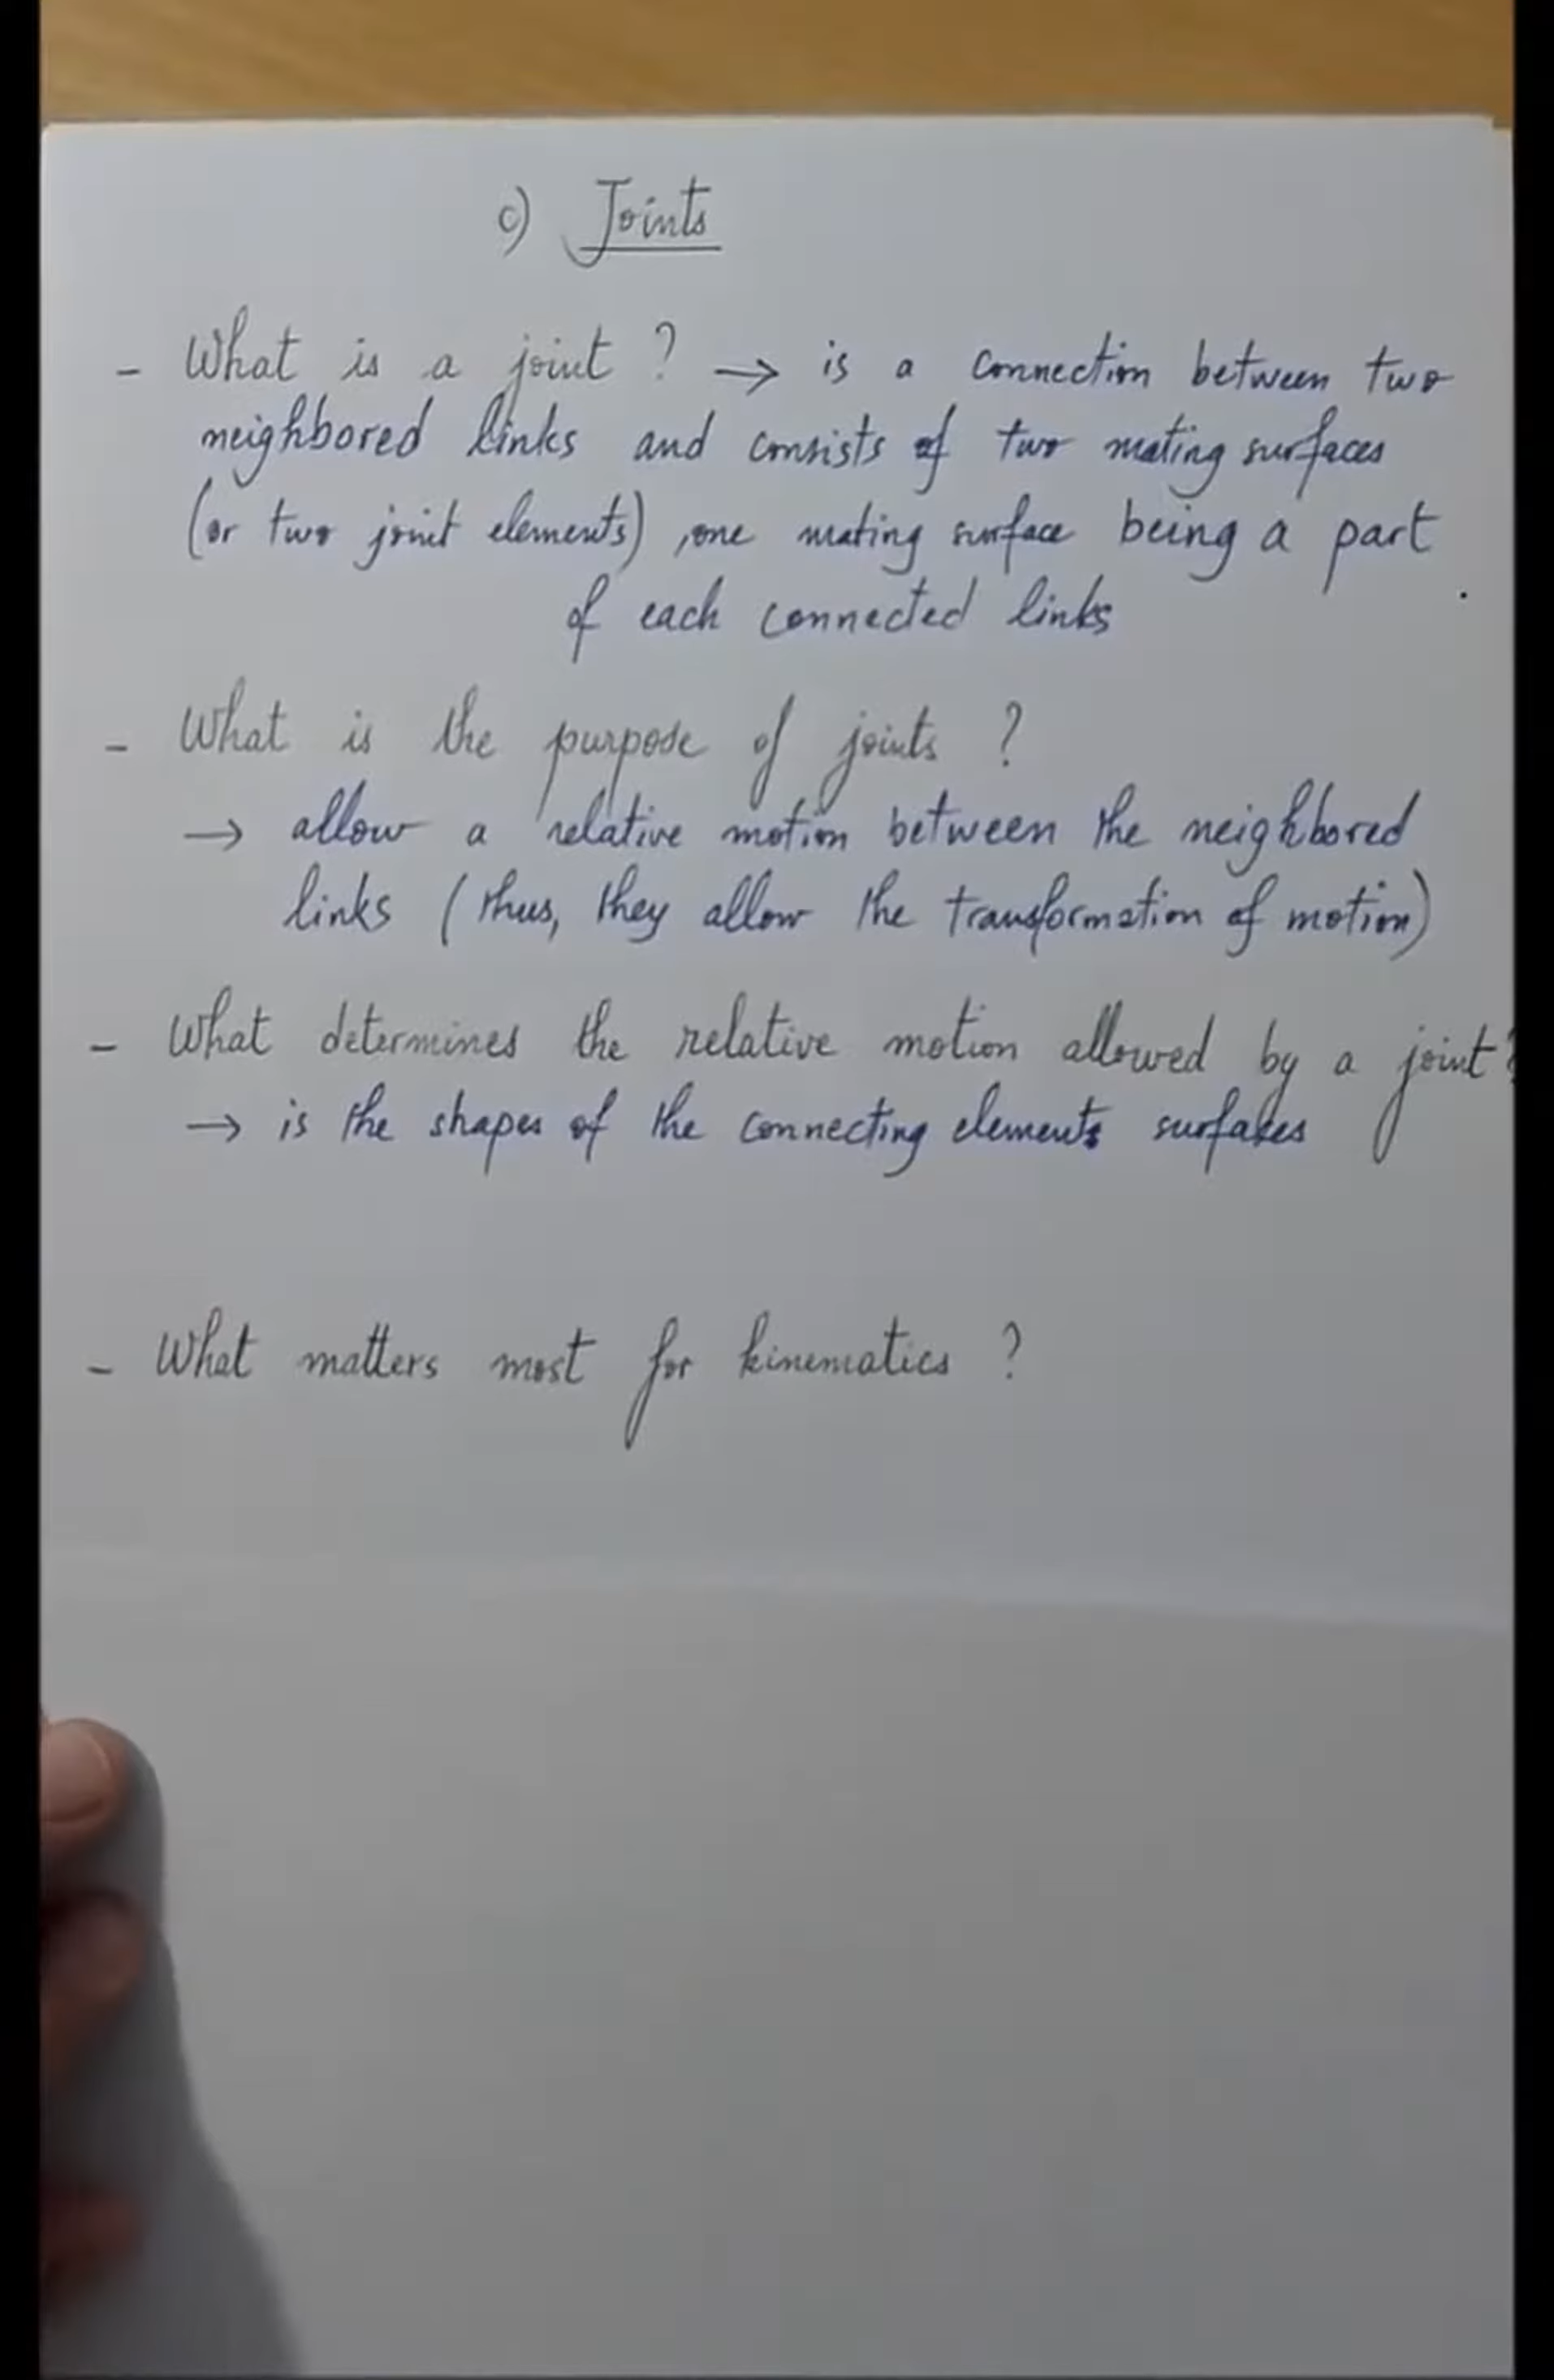 c) Joints
- What is a joint ? → is a connection between two
neighbored links and consists of two mating surfaces
(or two joint elements) , one mating surface being a part
of each connected links .
- What is the purpose of joints ?
→ allow a relative motion between the neighbored
links ( thus, they allow the transformation of motion)
- What determines the relative motion allowed by a joint ?
→ is the shapes of the connecting elements surfaces
- What matters most for kinematics ?